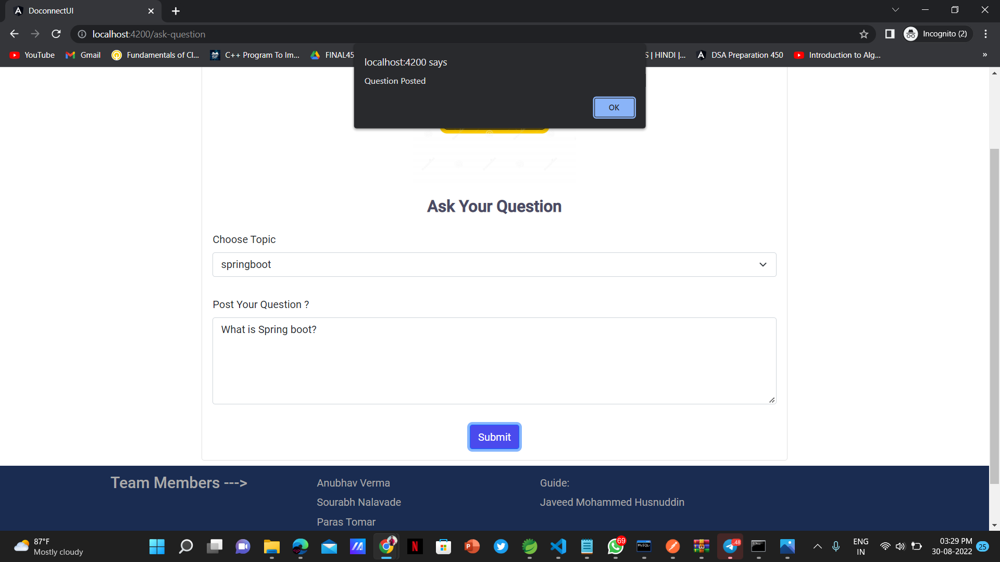 DoconnectUI
localhost:4200/ask-question
Incognito (2)
YouTube
Gmail
Fundamentals of Cl...
C++ Program To Im...
FINAL45
S | HINDI |...
DSA Preparation 450
Introduction to Alg...
»
localhost:4200 says
Question Posted
OK
Ask Your Question
Choose Topic
springboot
Post Your Question ?
What is Spring boot?
Submit
Team Members --->
Anubhav Verma
Sourabh Nalavade
Paras Tomar
Guide:
Javeed Mohammed Husnuddin
87°F
Mostly cloudy
69
.48
ENG
IN
03:29 PM
30-08-2022
25